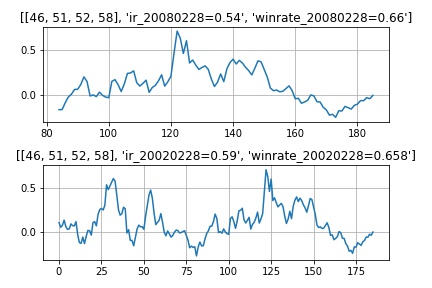 [[46, 51, 52, 58], 'ir_20080228=0.54', 'winrate_20080228=0.66']
0.5
0.0
80 100 120 140 160 180
[[46, 51, 52, 58], 'ir_20020228=0.59', 'winrate_20020228=0.658']
0.5
0.0
0 25 50 75 100 125 150 175